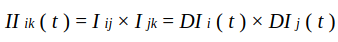 II ik ( t ) = I ij × I jk = DI i ( t ) × DI j ( t )